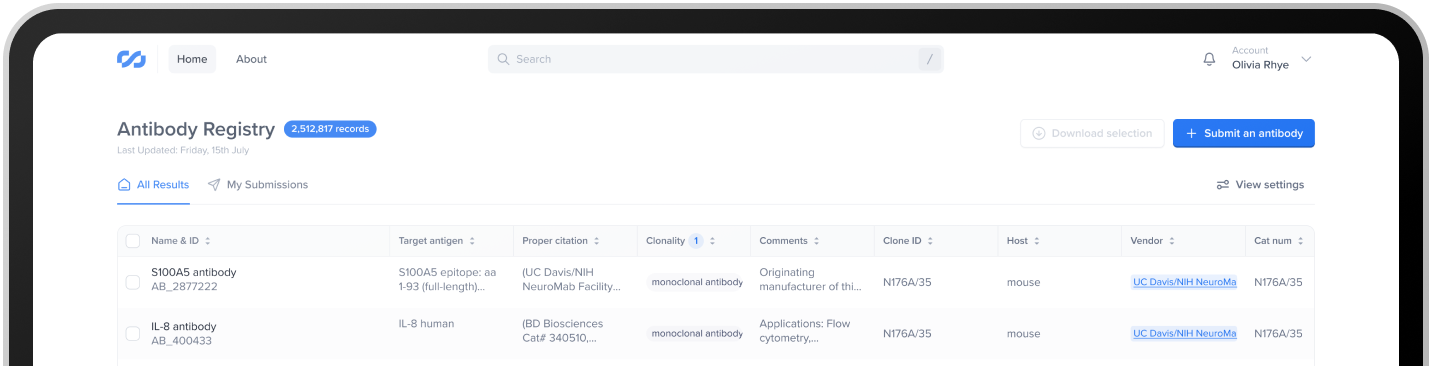 Home
About
Search
/
Account
Olivia Rhye
Antibody Registry
2,512,817 records
Last Updated: Friday, 15th July
Download selection
Submit an antibody
All Results
My Submissions
View settings
Name & ID
Target antigen
Proper citation
Clonality 1
Comments
Clone ID
Host
Vendor
Cat num
S100A5 antibody
AB_2877222
S100A5 epitope: aa
1-93 (full-length)...
(UC Davis/NIH
NeuroMab Facility...
monoclonal antibody
Originating
manufacturer of thi...
N176A/35
mouse
UC Davis/NIH NeuroMa
N176A/35
IL-8 antibody
AB_400433
IL-8 human
(BD Biosciences
Cat# 340510,...
monoclonal antibody
Applications: Flow
cytometry,...
N176A/35
mouse
UC Davis/NIH NeuroMa
N176A/35